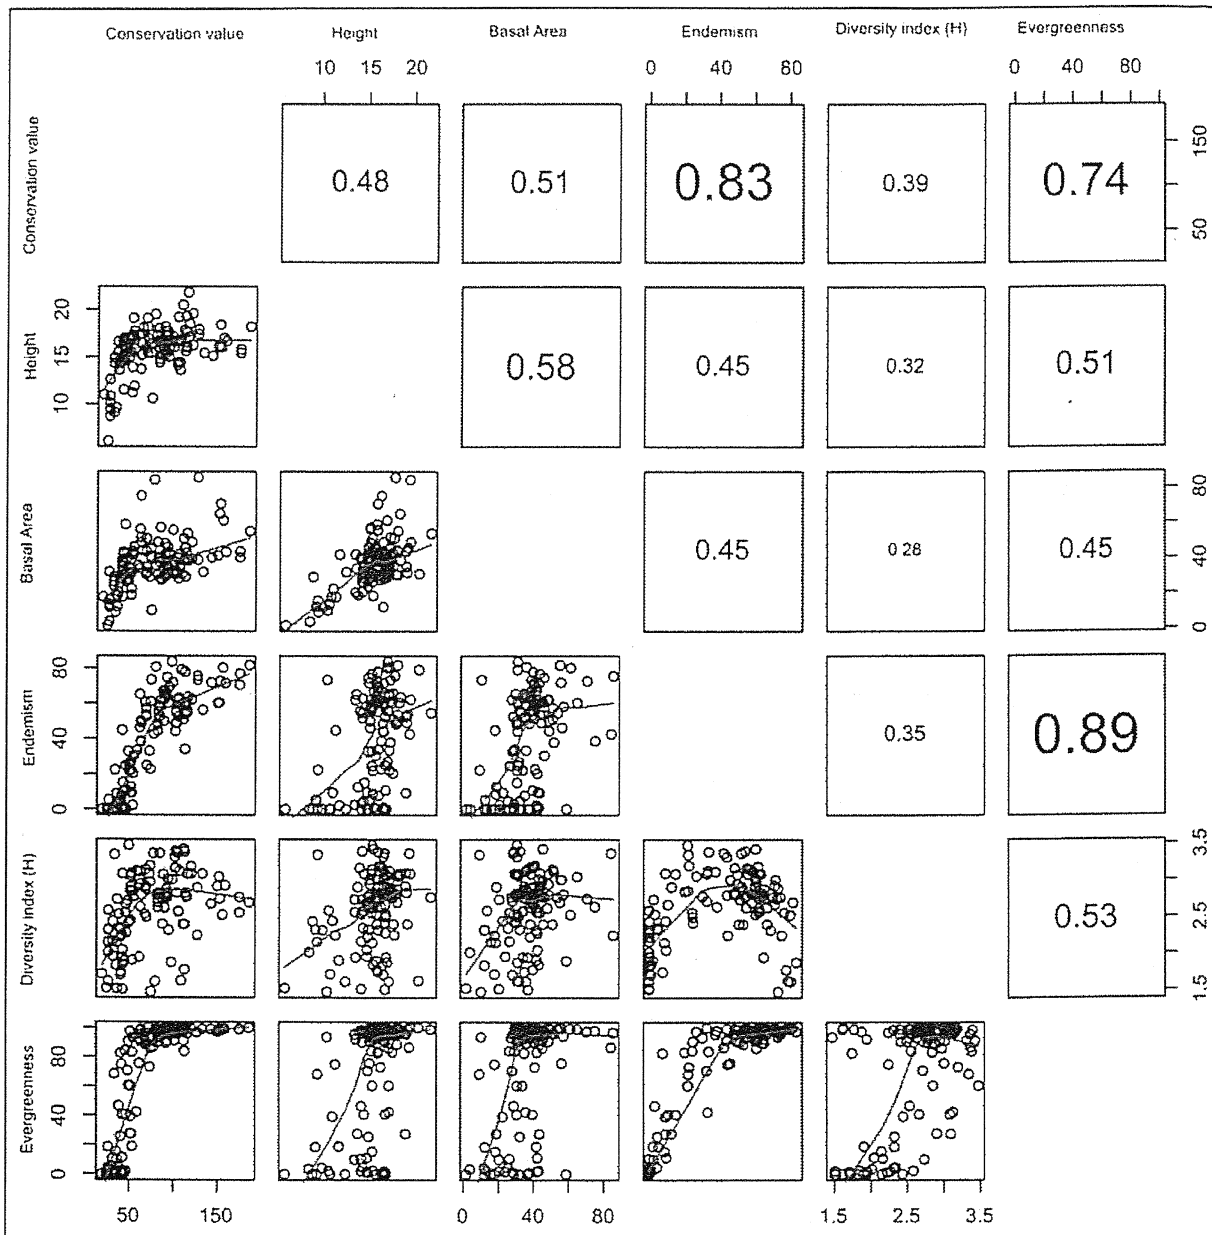 Conservation value Height Basal Area Endemism Diversity index (H) Evergreenness
10 15 20 0 40 80 0 40 80
Conservation value 0.48 0.51 0.83 0.39 0.74 50 150
Height 10 15 20 0.58 0.45 0.32 0.51
Basal Area 0.45 0.28 0.45 0 40 80
Endemism 0 40 80 0.35 0.89
Diversity index (H) 0.53 1.5 2.5 3.5
Evergreenness 0 40 80
50 150 0 40 80 1.5 2.5 3.5